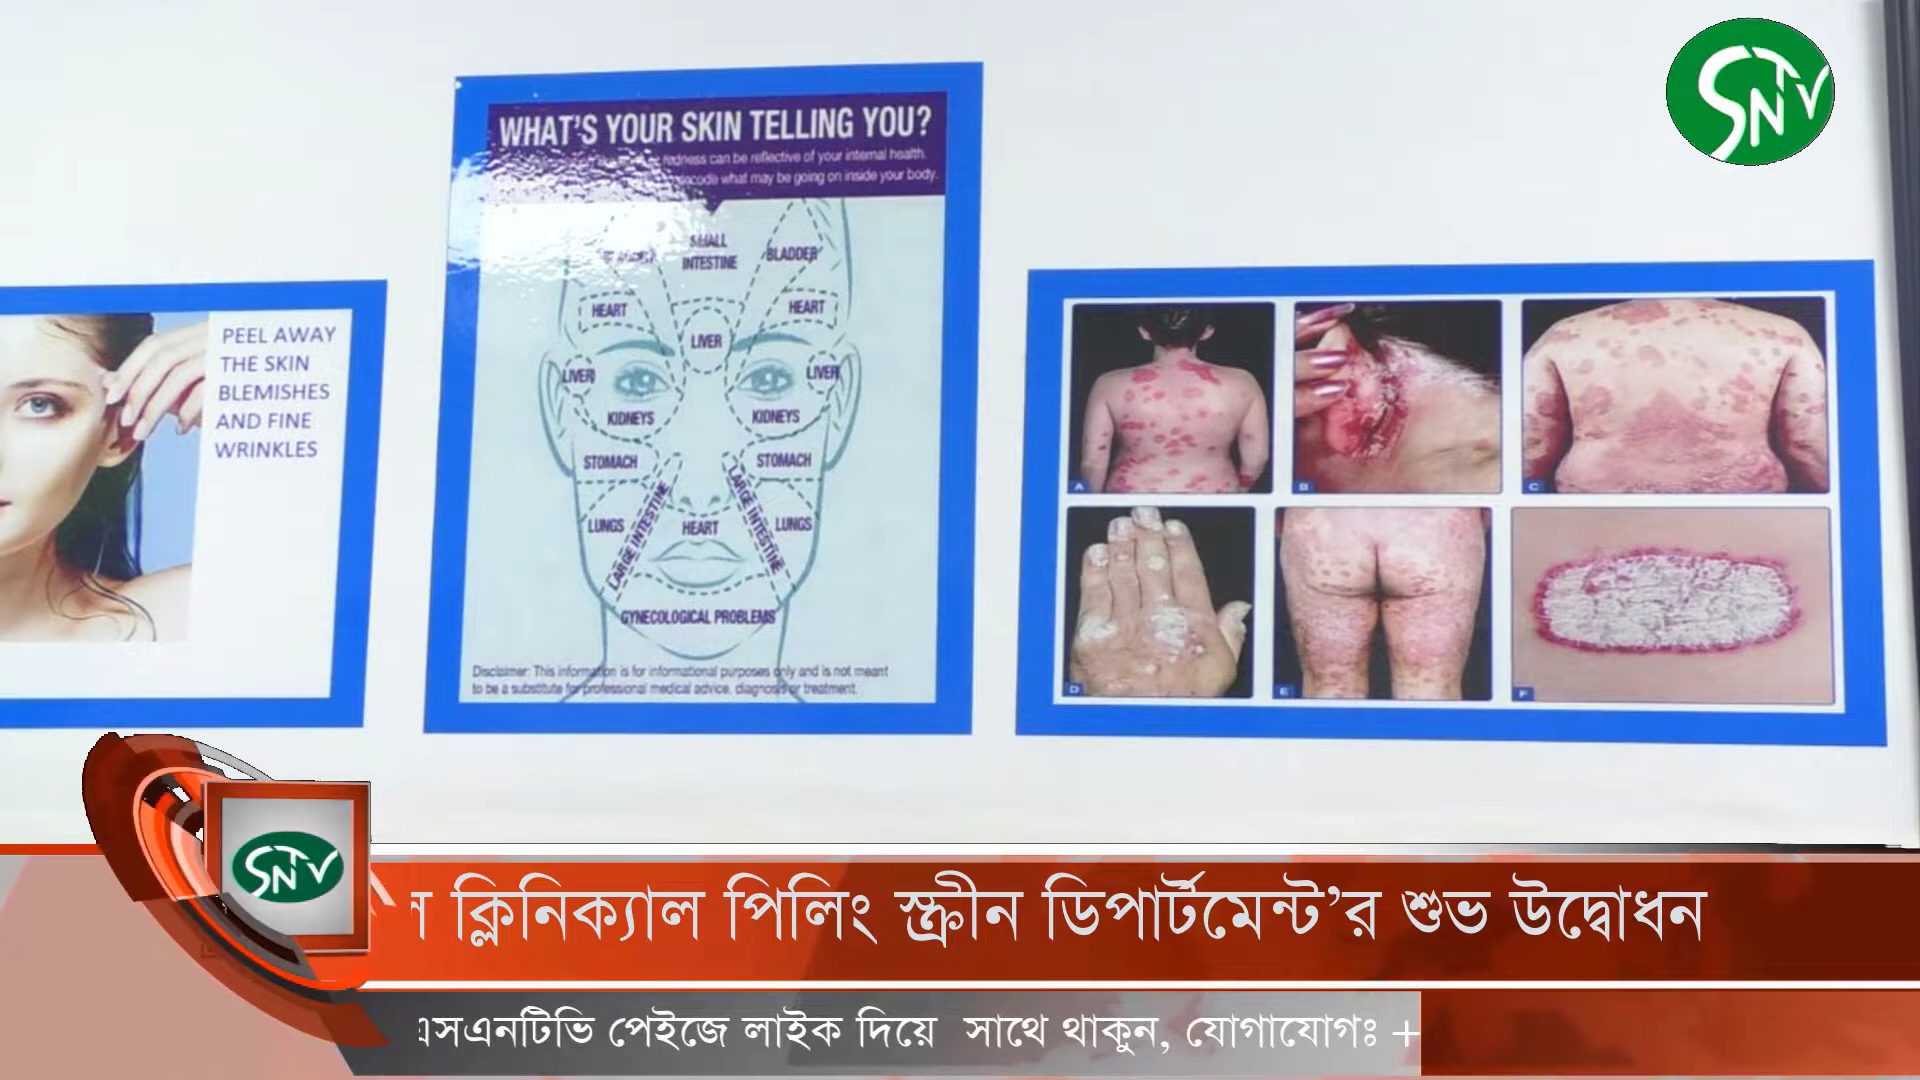 SNTV
WHAT'S YOUR SKIN TELLING YOU?
redness can be reflective of your internal health.
decode what may be going on inside your body.
SMALL
INTESTINE
BLADDER
HEART
HEART
LIVER
LIVER
LIVER
KIDNEYS
KIDNEYS
STOMACH
STOMACH
LUNGS
LARGE INTESTINE
HEART
LARGE INTESTINE
LUNGS
GYNECOLOGICAL PROBLEMS
Disclaimer: This information is for informational purposes only and is not meant
to be a substitute for professional medical advice, diagnosis or treatment.
PEEL AWAY
THE SKIN
BLEMISHES
AND FINE
WRINKLES
A
B
C
D
E
F
SNTV
ক্লিনিক্যাল পিলিং স্ক্রীন ডিপার্টমেন্ট’র শুভ উদ্বোধন
এসএনটিভি পেইজে লাইক দিয়ে সাথে থাকুন, যোগাযোগঃ +